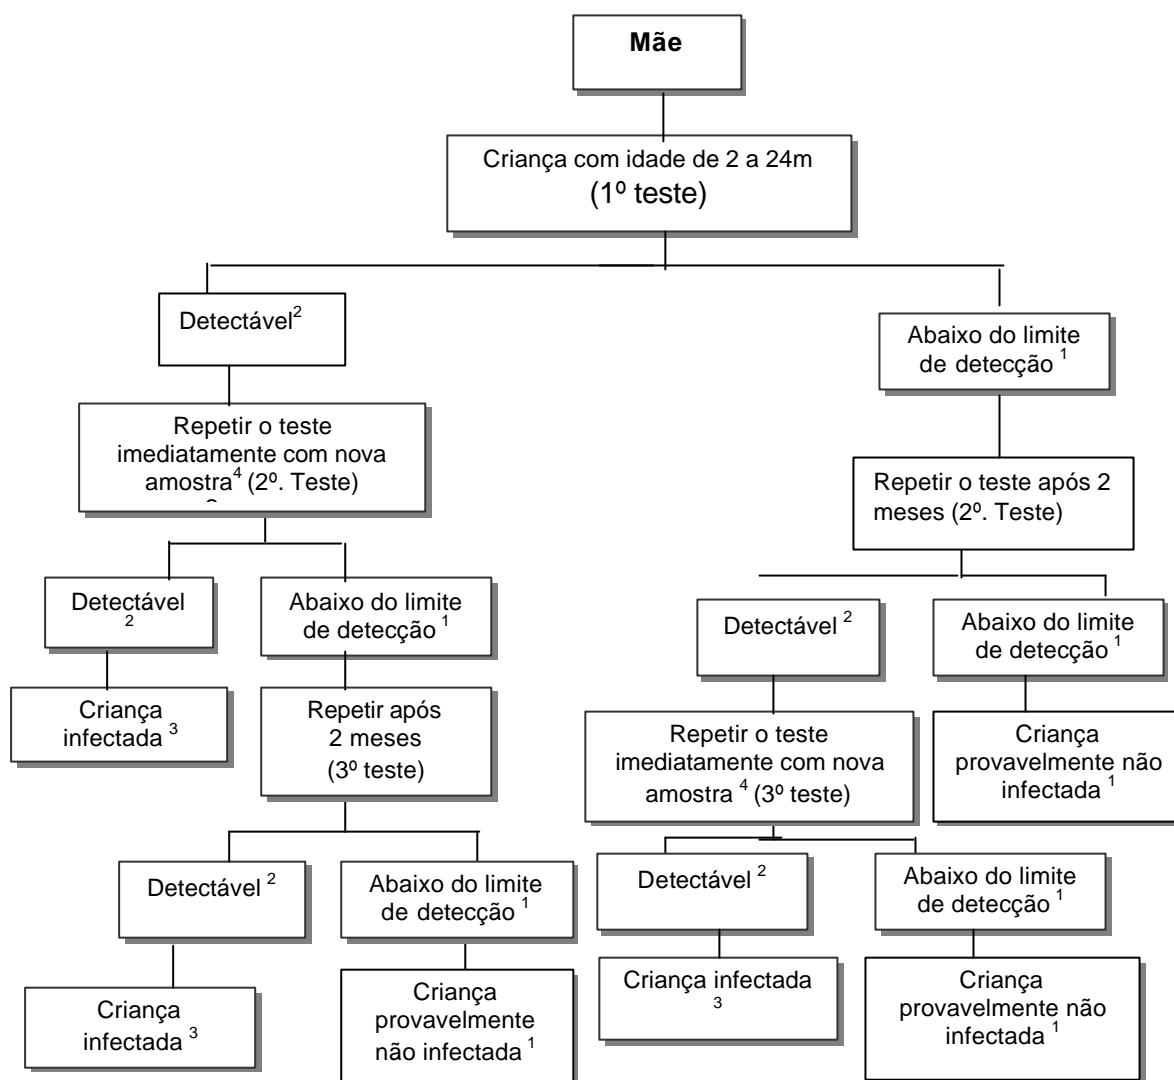 Mãe
Criança com idade de 2 a 24m
(1º teste)
Detectável²
Abaixo do limite
de detecção ¹
Repetir o teste
imediatamente com nova
amostra⁴ (2º. Teste)
Repetir o teste após 2
meses (2º. Teste)
Detectável
²
Abaixo do limite
de detecção ¹
Detectável ²
Abaixo do limite
de detecção ¹
Criança
infectada ³
Repetir após
2 meses
(3º teste)
Repetir o teste
imediatamente com nova
amostra ⁴ (3º teste)
Criança
provavelmente não
infectada ¹
Detectável ²
Abaixo do limite
de detecção ¹
Detectável ²
Abaixo do limite
de detecção ¹
Criança
infectada ³
Criança
provavelmente
não infectada ¹
Criança infectada
³
Criança
provavelmente não
infectada ¹